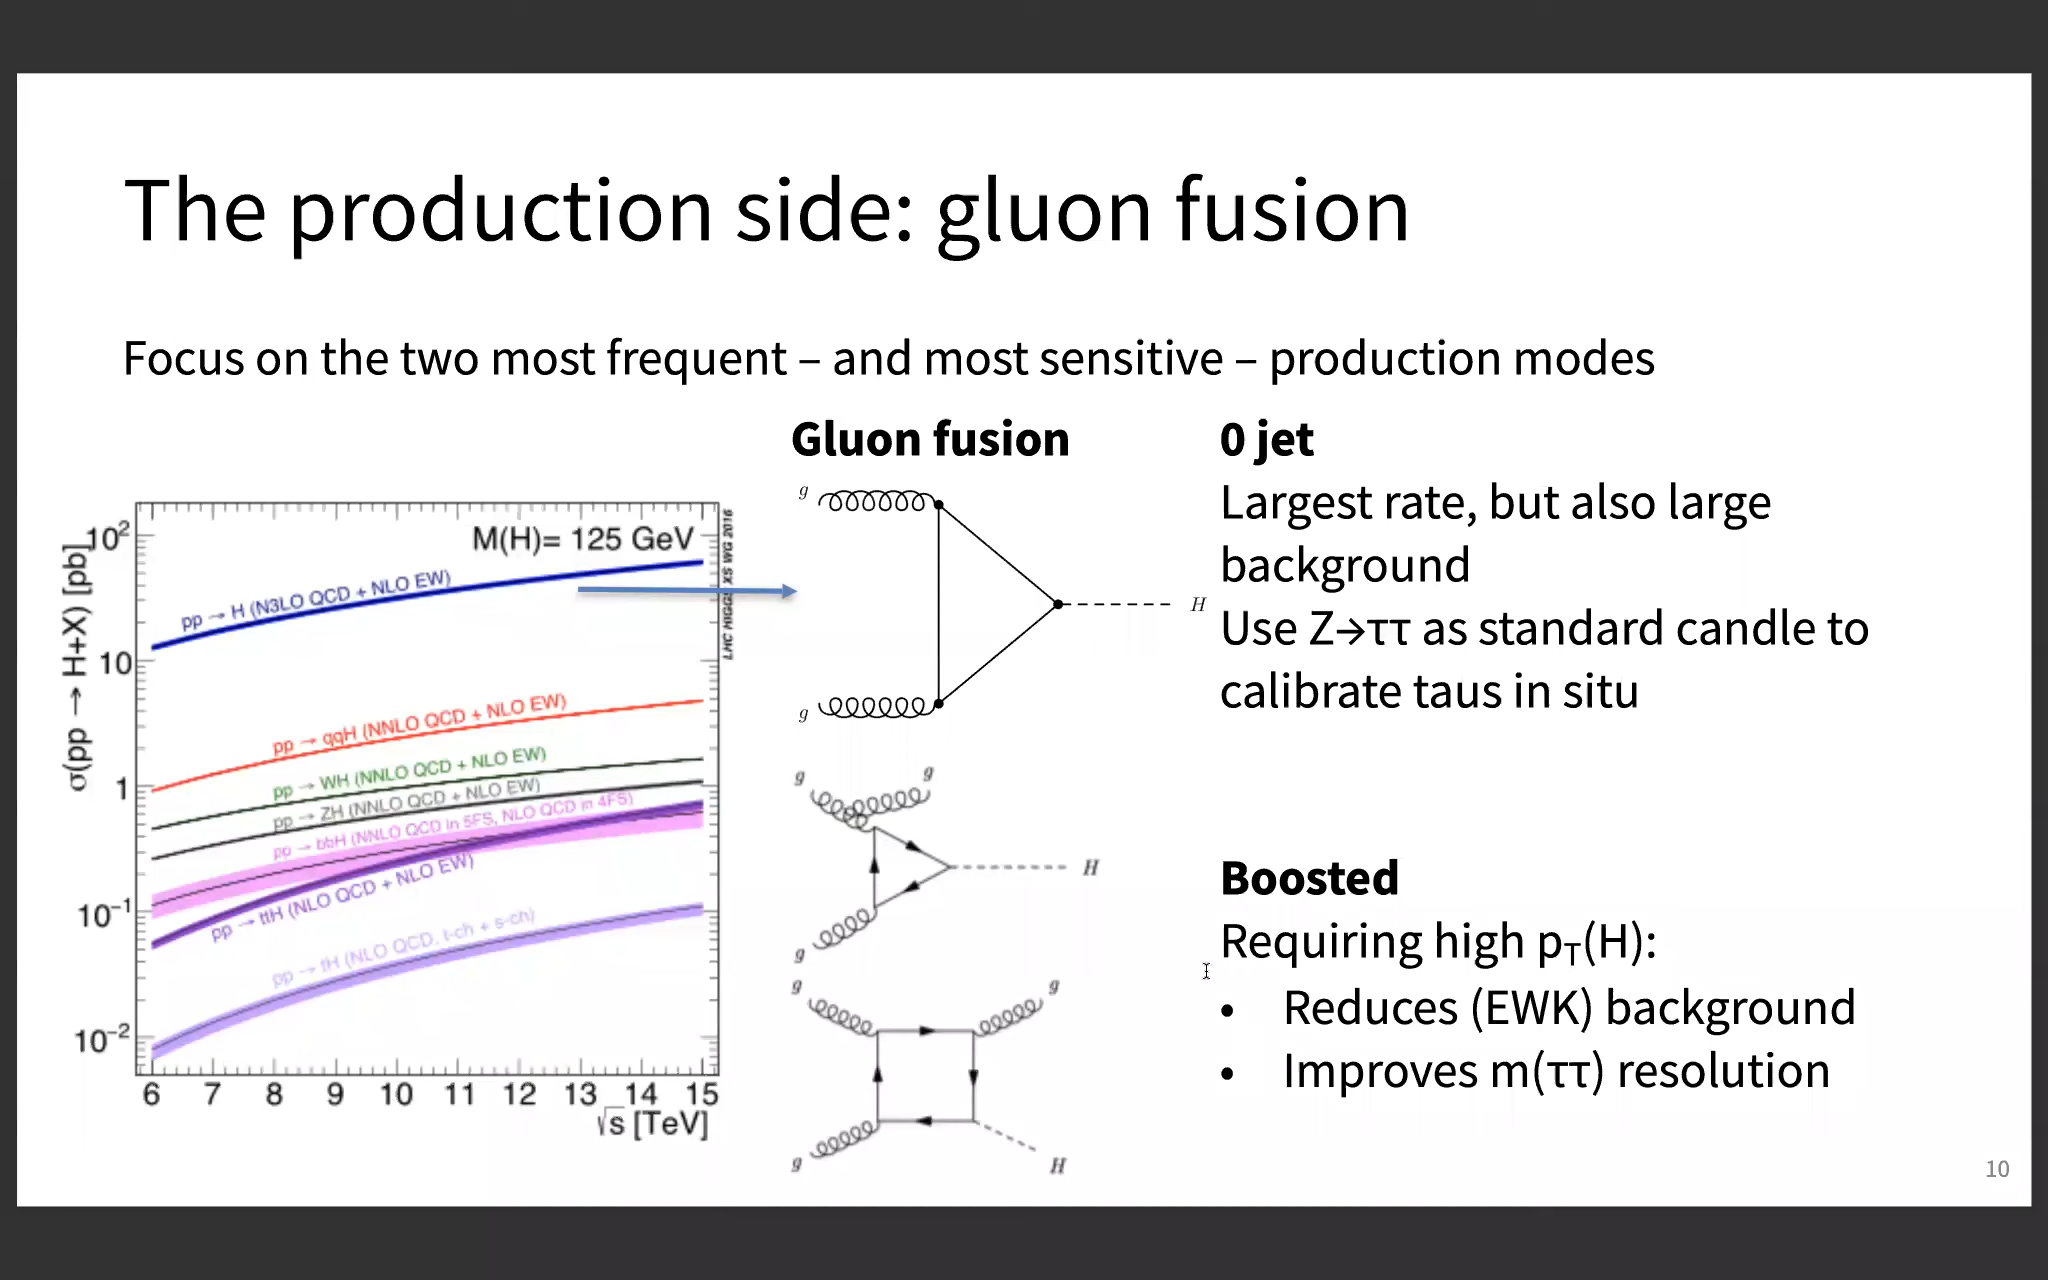 The production side: gluon fusion
Focus on the two most frequent – and most sensitive – production modes
σ(pp → H+X) [pb]
10²
10
1
10⁻¹
10⁻²
M(H)= 125 GeV
pp → H (N3LO QCD + NLO EW)
pp → qqH (NNLO QCD + NLO EW)
pp → WH (NNLO QCD + NLO EW)
pp → ZH (NNLO QCD + NLO EW)
pp → bbH (NNLO QCD in 5FS, NLO QCD in 4FS)
pp → ttH (NLO QCD + NLO EW)
pp → tH (NLO QCD, t-ch + s-ch)
6 7 8 9 10 11 12 13 14 15
√s [TeV]
LHC HIGGS XS WG 2016
Gluon fusion
g
H
g
g g
H
g
g g
g H
0 jet
Largest rate, but also large
background
Use Z→ττ as standard candle to
calibrate taus in situ
Boosted
Requiring high pT(H):
• Reduces (EWK) background
• Improves m(ττ) resolution
10